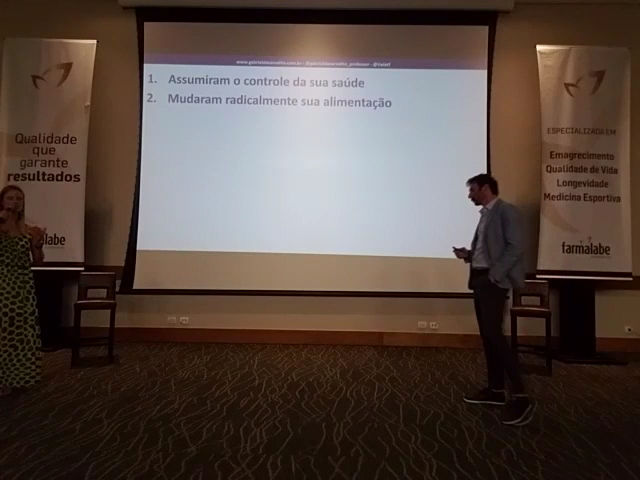 1. Assumiram o controle da sua saúde
2. Mudaram radicalmente sua alimentação
Qualidade
que
garante
resultados
ESPECIALIZADA EM
Emagrecimento
Qualidade de Vida
Longevidade
Medicina Esportiva
farmalabe